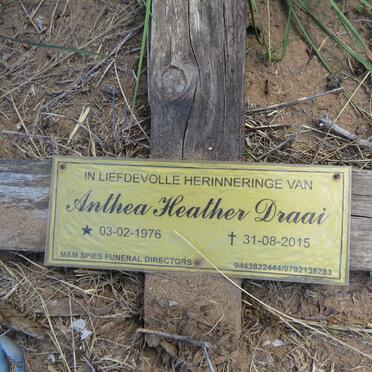 IN LIEFDEVOLLE HERINNERINGE VAN
Anthea Heather Draai
★ 03-02-1976 † 31-08-2015
M&M SPIES FUNERAL DIRECTORS 0443822444/0792138283